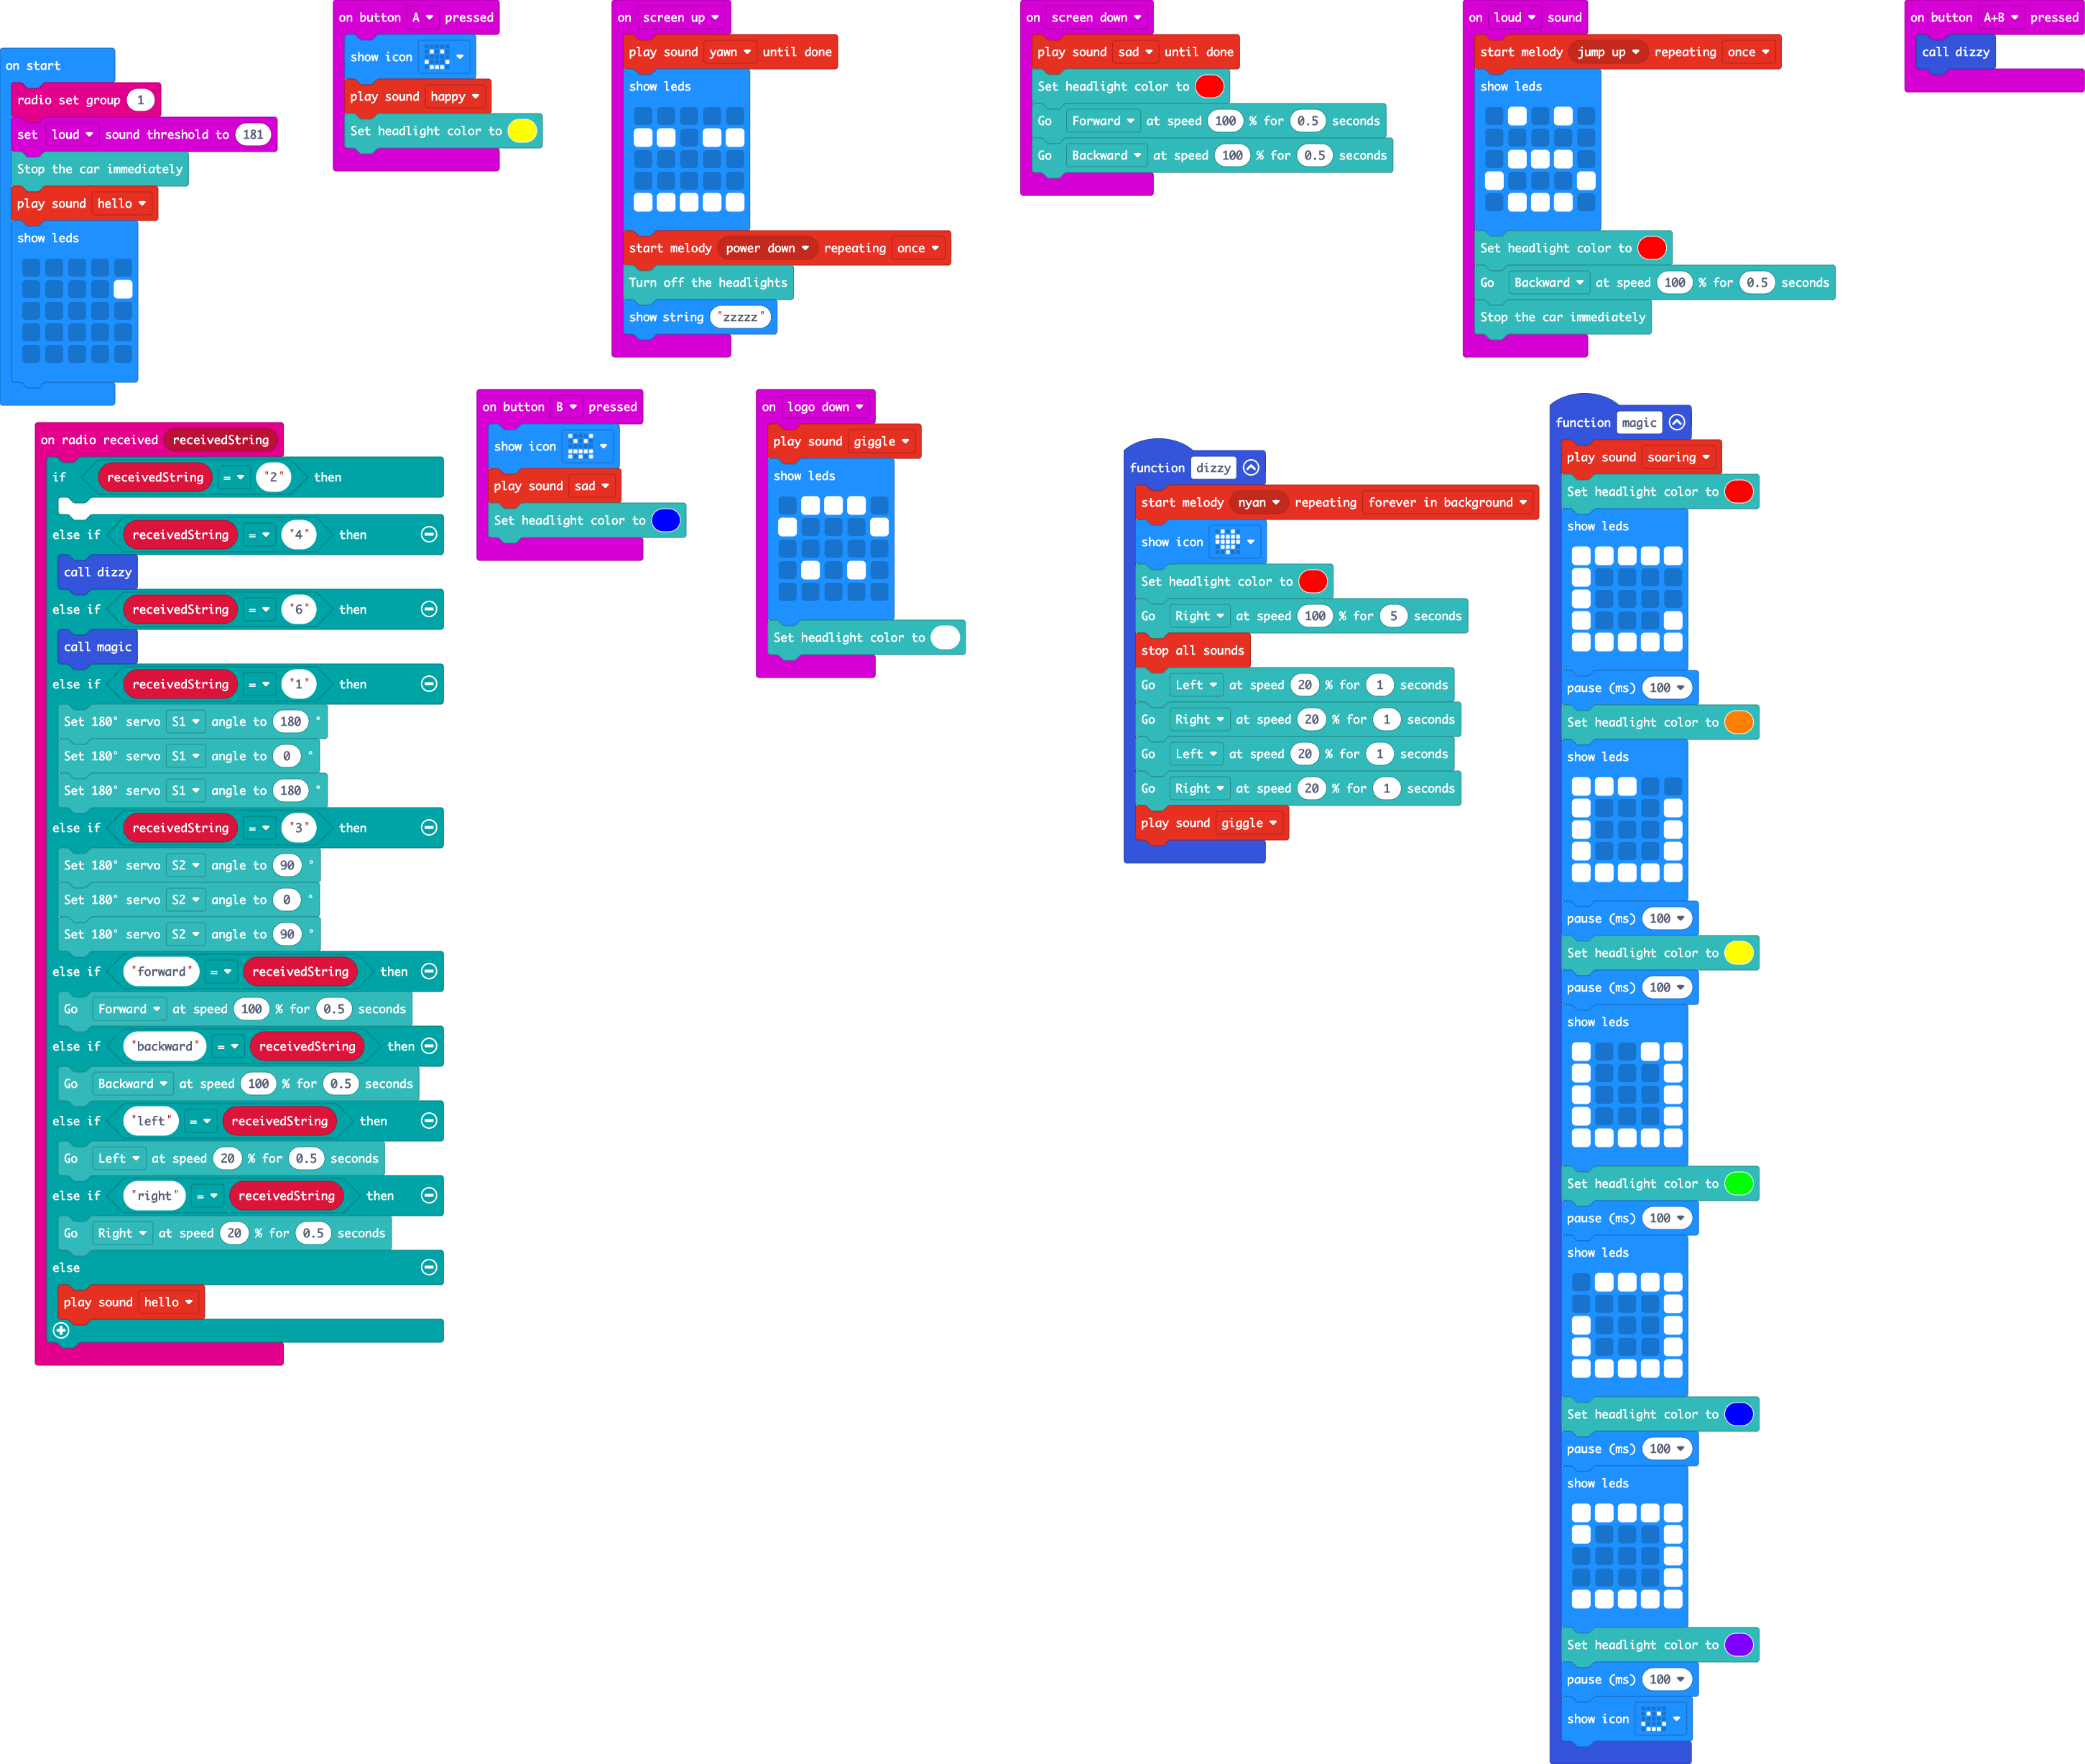 on start
radio set group 1
set loud sound threshold to 181
Stop the car immediately
play sound hello
show leds
on button A pressed
show icon
play sound happy
Set headlight color to
on screen up
play sound yawn until done
show leds
start melody power down repeating once
Turn off the headlights
show string "zzzzz"
on screen down
play sound sad until done
Set headlight color to
Go Forward at speed 100 % for 0.5 seconds
Go Backward at speed 100 % for 0.5 seconds
on loud sound
start melody jump up repeating once
show leds
Set headlight color to
Go Backward at speed 100 % for 0.5 seconds
Stop the car immediately
on button A+B pressed
call dizzy
on radio received receivedString
if receivedString = "2" then
else if receivedString = "4" then
call dizzy
else if receivedString = "6" then
call magic
else if receivedString = "1" then
Set 180° servo S1 angle to 180 °
Set 180° servo S1 angle to 0 °
Set 180° servo S1 angle to 180 °
else if receivedString = "3" then
Set 180° servo S2 angle to 90 °
Set 180° servo S2 angle to 0 °
Set 180° servo S2 angle to 90 °
else if "forward" = receivedString then
Go Forward at speed 100 % for 0.5 seconds
else if "backward" = receivedString then
Go Backward at speed 100 % for 0.5 seconds
else if "left" = receivedString then
Go Left at speed 20 % for 0.5 seconds
else if "right" = receivedString then
Go Right at speed 20 % for 0.5 seconds
else
play sound hello
on button B pressed
show icon
play sound sad
Set headlight color to
on logo down
play sound giggle
show leds
Set headlight color to
function dizzy
start melody nyan repeating forever in background
show icon
Set headlight color to
Go Right at speed 100 % for 5 seconds
stop all sounds
Go Left at speed 20 % for 1 seconds
Go Right at speed 20 % for 1 seconds
Go Left at speed 20 % for 1 seconds
Go Right at speed 20 % for 1 seconds
play sound giggle
function magic
play sound soaring
Set headlight color to
show leds
pause (ms) 100
Set headlight color to
show leds
pause (ms) 100
Set headlight color to
pause (ms) 100
show leds
Set headlight color to
pause (ms) 100
show leds
Set headlight color to
pause (ms) 100
show leds
Set headlight color to
pause (ms) 100
show icon